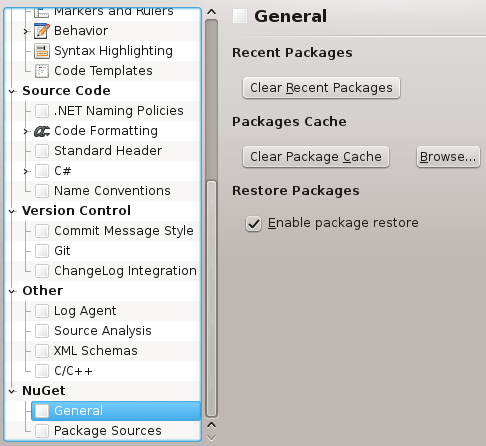 Markers and Rulers
Behavior
Syntax Highlighting
Code Templates
Source Code
.NET Naming Policies
Code Formatting
Standard Header
C#
Name Conventions
Version Control
Commit Message Style
Git
ChangeLog Integration
Other
Log Agent
Source Analysis
XML Schemas
C/C++
NuGet
General
Package Sources
General
Recent Packages
Clear Recent Packages
Packages Cache
Clear Package Cache
Browse...
Restore Packages
Enable package restore